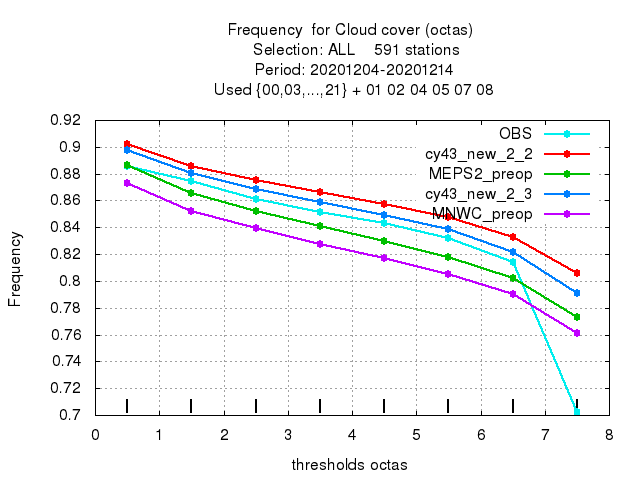 Frequency  for Cloud cover (octas)
Selection: ALL    591 stations
Period: 20201204-20201214
Used {00,03,...,21} + 01 02 04 05 07 08
OBS
cy43_new_2_2
MEPS2_preop
cy43_new_2_3
MNWC_preop
Frequency
0.92
0.9
0.88
0.86
0.84
0.82
0.8
0.78
0.76
0.74
0.72
0.7
0 1 2 3 4 5 6 7 8
thresholds octas